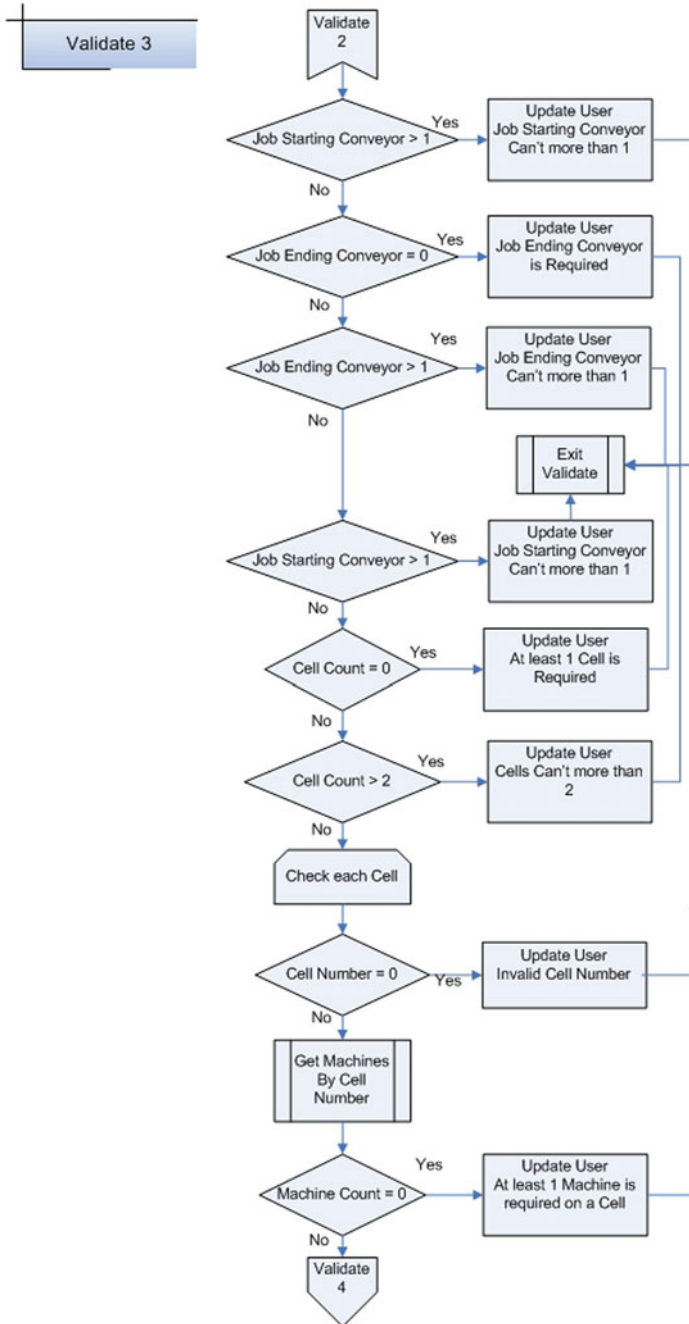 Validate 3
Validate
2
Job Starting Conveyor > 1
Yes
Update User
Job Starting Conveyor
Can't more than 1
No
Job Ending Conveyor = 0
Yes
Update User
Job Ending Conveyor
is Required
No
Job Ending Conveyor > 1
Yes
Update User
Job Ending Conveyor
Can't more than 1
No
Exit
Validate
Job Starting Conveyor > 1
Yes
Update User
Job Starting Conveyor
Can't more than 1
No
Cell Count = 0
Yes
Update User
At least 1 Cell is
Required
No
Cell Count > 2
Yes
Update User
Cells Can't more than
2
No
Check each Cell
Cell Number = 0
Yes
Update User
Invalid Cell Number
No
Get Machines
By Cell
Number
Machine Count = 0
Yes
Update User
At least 1 Machine is
required on a Cell
No
Validate
4